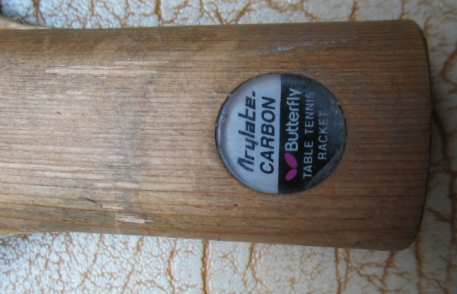 Arylate-
CARBON
Butterfly
TABLE TENNIS
RACKET